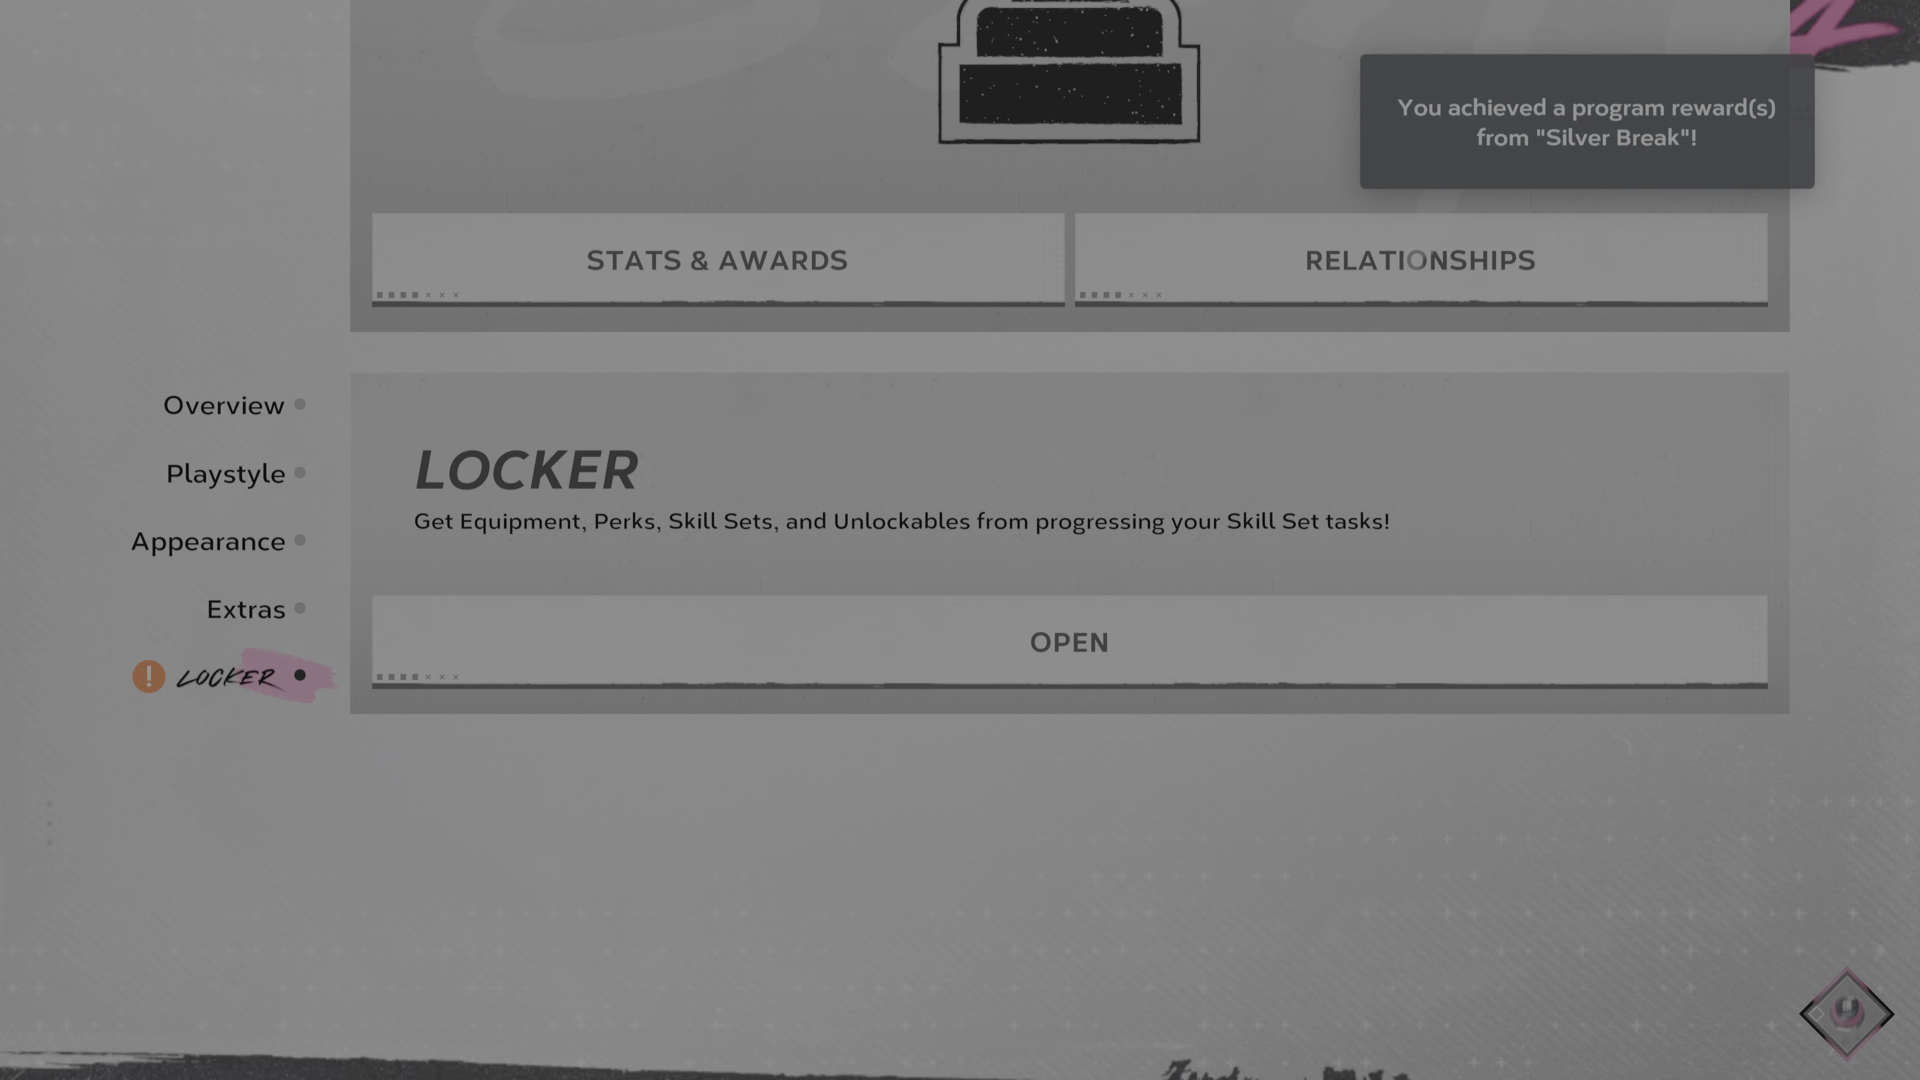 You achieved a program reward(s)
from "Silver Break"!
STATS & AWARDS
RELATIONSHIPS
Overview
Playstyle
Appearance
Extras
! LOCKER
LOCKER
Get Equipment, Perks, Skill Sets, and Unlockables from progressing your Skill Set tasks!
OPEN